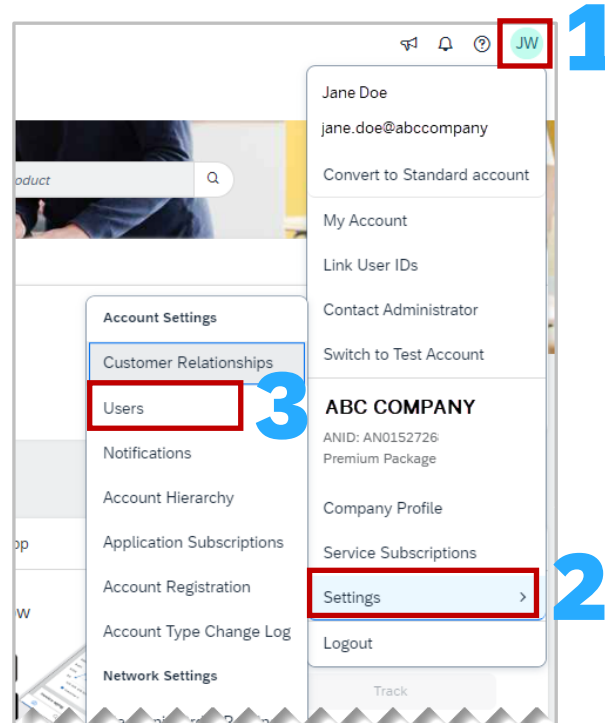 1
JW
Jane Doe
jane.doe@abccompany
Convert to Standard account
My Account
Link User IDs
Contact Administrator
Switch to Test Account
ABC COMPANY
ANID: AN0152726
Premium Package
Company Profile
Service Subscriptions
Settings >
2
Logout
Account Settings
Customer Relationships
Users
3
Notifications
Account Hierarchy
Application Subscriptions
Account Registration
Account Type Change Log
Network Settings
oduct
op
w
Track